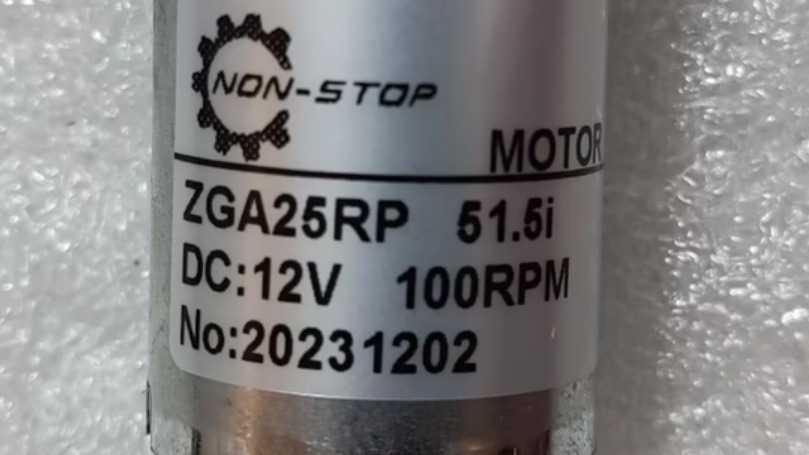 NON-STOP
MOTOR
ZGA25RP 51.5i
DC:12V 100RPM
No:20231202